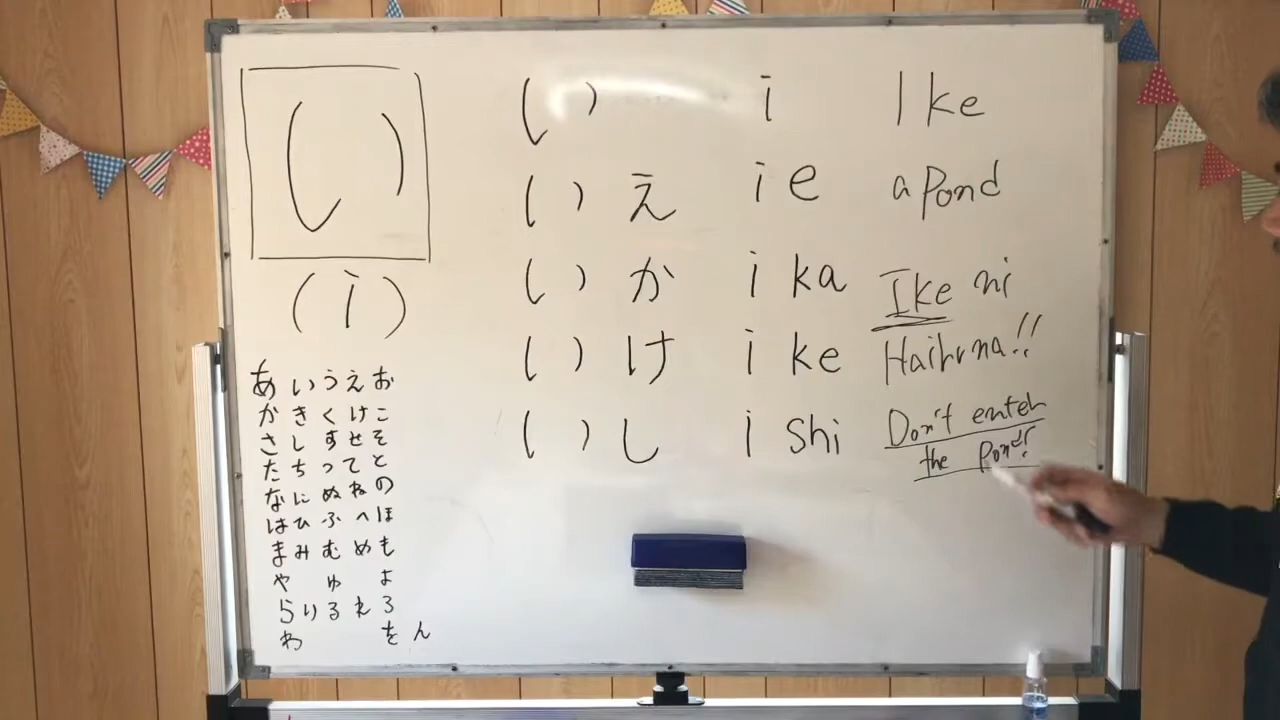 い
(i)
あいうえお
かきくけこ
さしすせそ
たちつてと
なにぬねの
はひふへほ
まみむめも
やゆよ
らりるれろ
わをん
い i
いえ ie
いか ika
いけ ike
いし ishi
Ike
a Pond
Ike ni
Hairuna!!
Don't enter
the Pond!